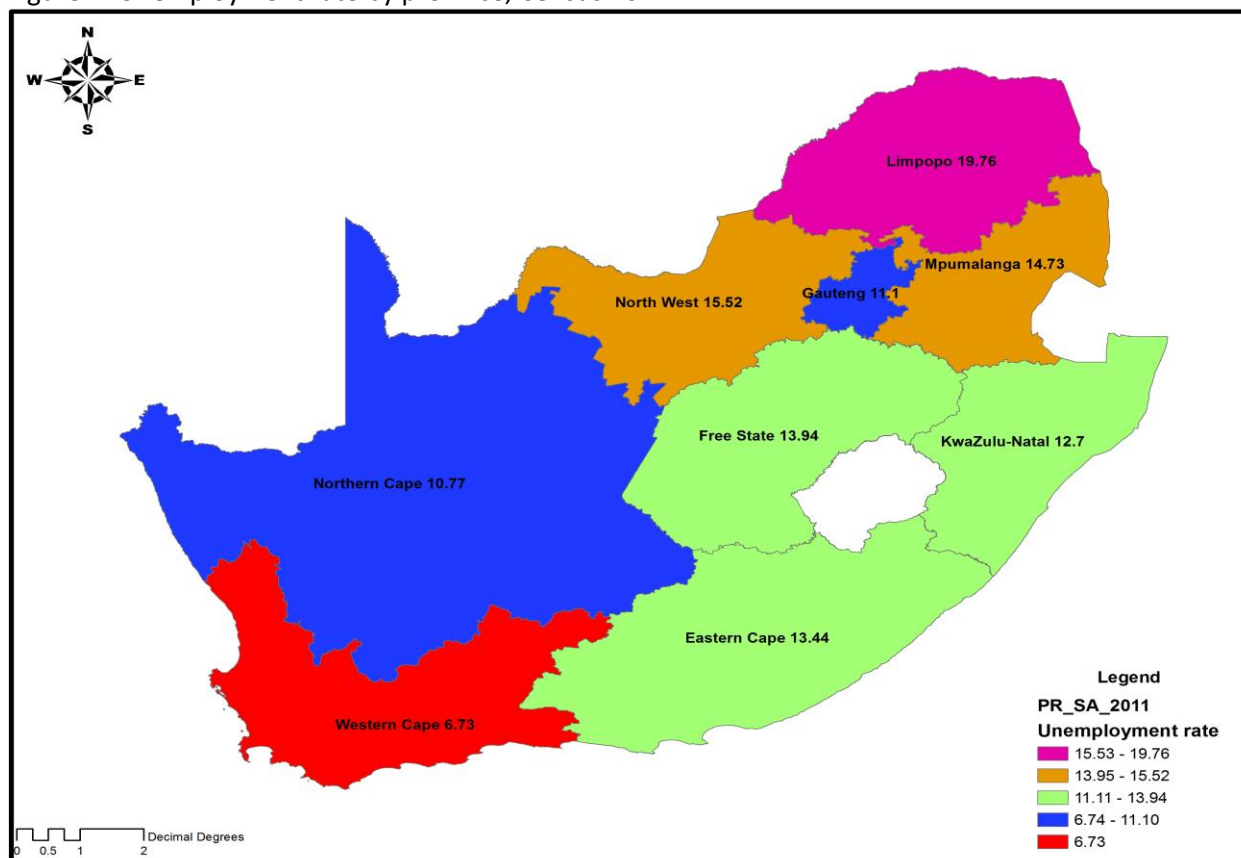 N
W E
S
Limpopo 19.76
Mpumalanga 14.73
Gauteng 11.1
North West 15.52
Free State 13.94
KwaZulu-Natal 12.7
Northern Cape 10.77
Eastern Cape 13.44
Western Cape 6.73
Legend
PR_SA_2011
Unemployment rate
15.53 - 19.76
13.95 - 15.52
11.11 - 13.94
6.74 - 11.10
6.73
Decimal Degrees
0 0.5 1 2